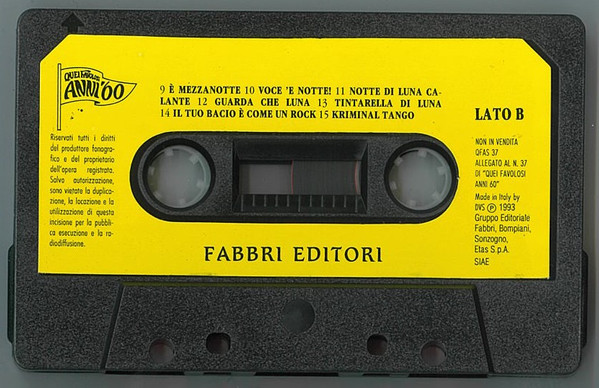 QUEI FAVOLOSI
ANNI '60
9 È MEZZANOTTE 10 VOCE 'E NOTTE! 11 NOTTE DI LUNA CA-
LANTE 12 GUARDA CHE LUNA 13 TINTARELLA DI LUNA
14 IL TUO BACIO È COME UN ROCK 15 KRIMINAL TANGO
LATO B
Riservati tutti i diritti
del produttore fonogra-
fico e del proprietario
dell'opera registrata.
Salvo autorizzazione,
sono vietate la duplica-
zione, la locazione e la
utilizzazione di questa
incisione per la pubbli-
ca esecuzione e la ra-
diodiffusione.
NON IN VENDITA
QFAS 37
ALLEGATO AL N. 37
DI "QUEI FAVOLOSI
ANNI 60"
Made in Italy by
DVS Ⓟ 1993
Gruppo Editoriale
Fabbri, Bompiani,
Sonzogno,
Etas S.p.A.
SIAE
FABBRI EDITORI